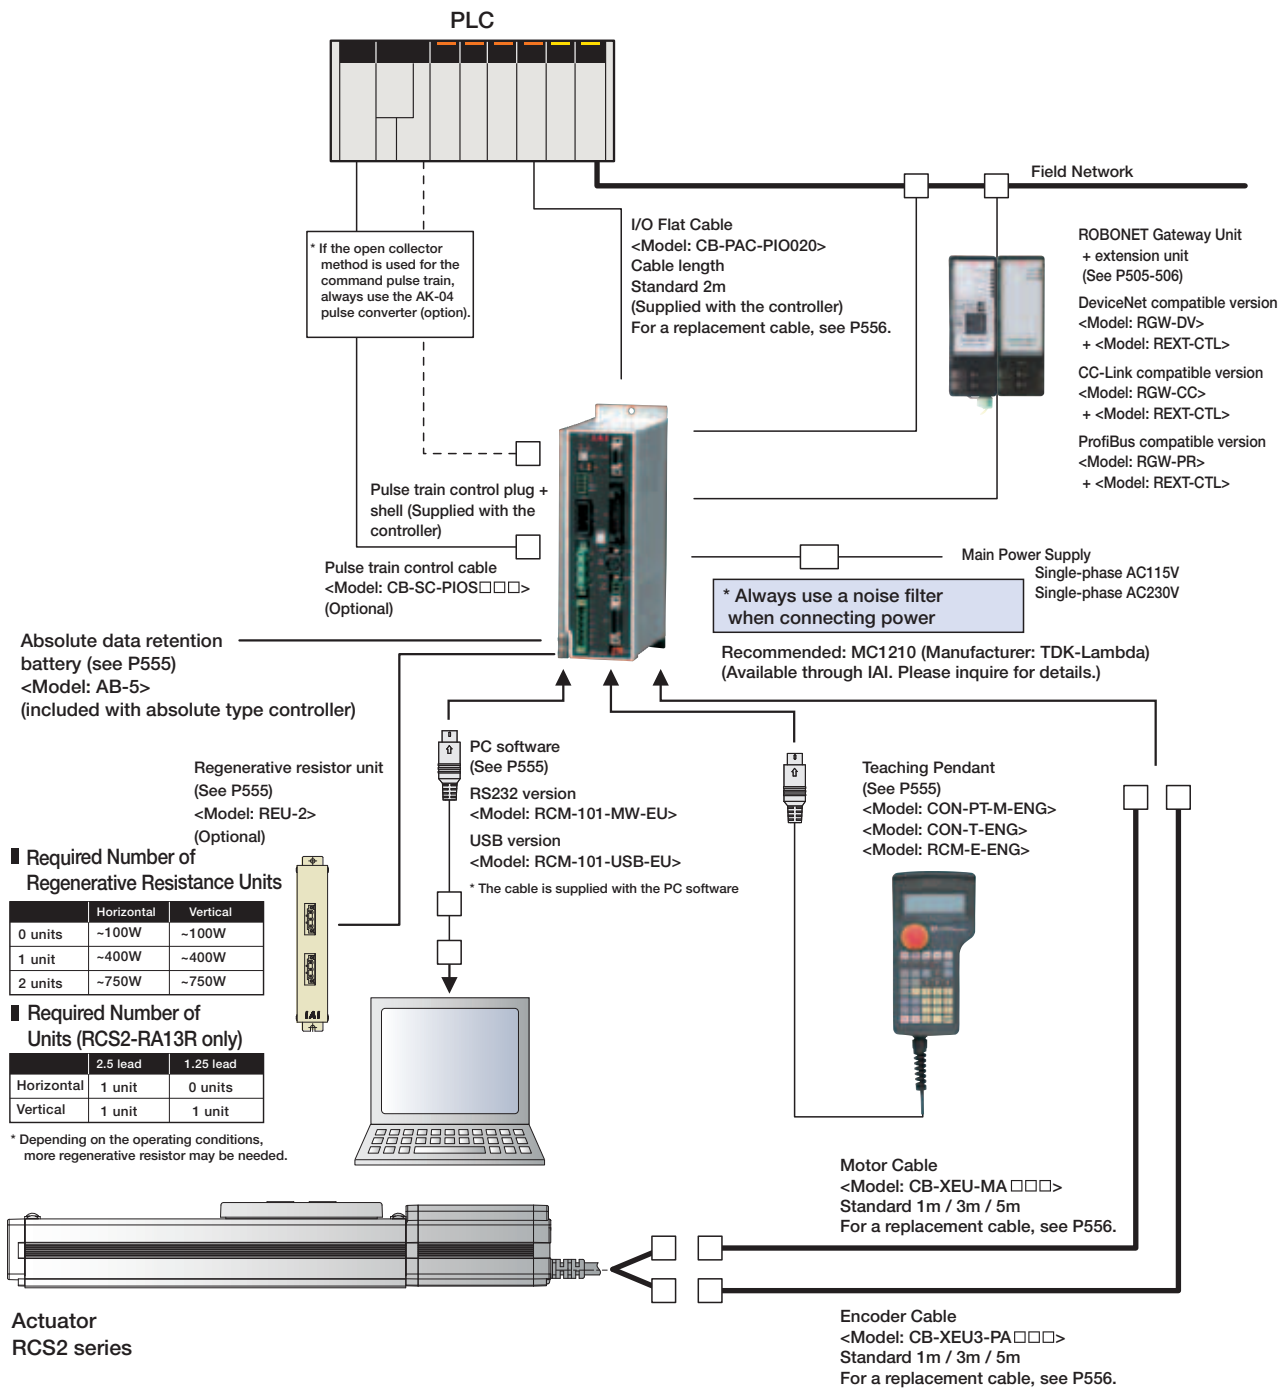 PLC
Field Network
* If the open collector
method is used for the
command pulse train,
always use the AK-04
pulse converter (option).
I/O Flat Cable
<Model: CB-PAC-PIO020>
Cable length
Standard 2m
(Supplied with the controller)
For a replacement cable, see P556.
ROBONET Gateway Unit
+ extension unit
(See P505-506)
DeviceNet compatible version
<Model: RGW-DV>
+ <Model: REXT-CTL>
CC-Link compatible version
<Model: RGW-CC>
+ <Model: REXT-CTL>
ProfiBus compatible version
<Model: RGW-PR>
+ <Model: REXT-CTL>
IAI
Pulse train control plug +
shell (Supplied with the
controller)
Pulse train control cable
<Model: CB-SC-PIOS□□□>
(Optional)
Main Power Supply
Single-phase AC115V
Single-phase AC230V
* Always use a noise filter
when connecting power
Recommended: MC1210 (Manufacturer: TDK-Lambda)
(Available through IAI. Please inquire for details.)
Absolute data retention
battery (see P555)
<Model: AB-5>
(included with absolute type controller)
Regenerative resistor unit
(See P555)
<Model: REU-2>
(Optional)
PC software
(See P555)
RS232 version
<Model: RCM-101-MW-EU>
USB version
<Model: RCM-101-USB-EU>
* The cable is supplied with the PC software
Teaching Pendant
(See P555)
<Model: CON-PT-M-ENG>
<Model: CON-T-ENG>
<Model: RCM-E-ENG>
Required Number of
Regenerative Resistance Units
Horizontal Vertical
0 units ~100W ~100W
1 unit ~400W ~400W
2 units ~750W ~750W
IAI
Required Number of
Units (RCS2-RA13R only)
2.5 lead 1.25 lead
Horizontal 1 unit 0 units
Vertical 1 unit 1 unit
* Depending on the operating conditions,
more regenerative resistor may be needed.
Motor Cable
<Model: CB-XEU-MA□□□>
Standard 1m / 3m / 5m
For a replacement cable, see P556.
Actuator
RCS2 series
Encoder Cable
<Model: CB-XEU3-PA□□□>
Standard 1m / 3m / 5m
For a replacement cable, see P556.